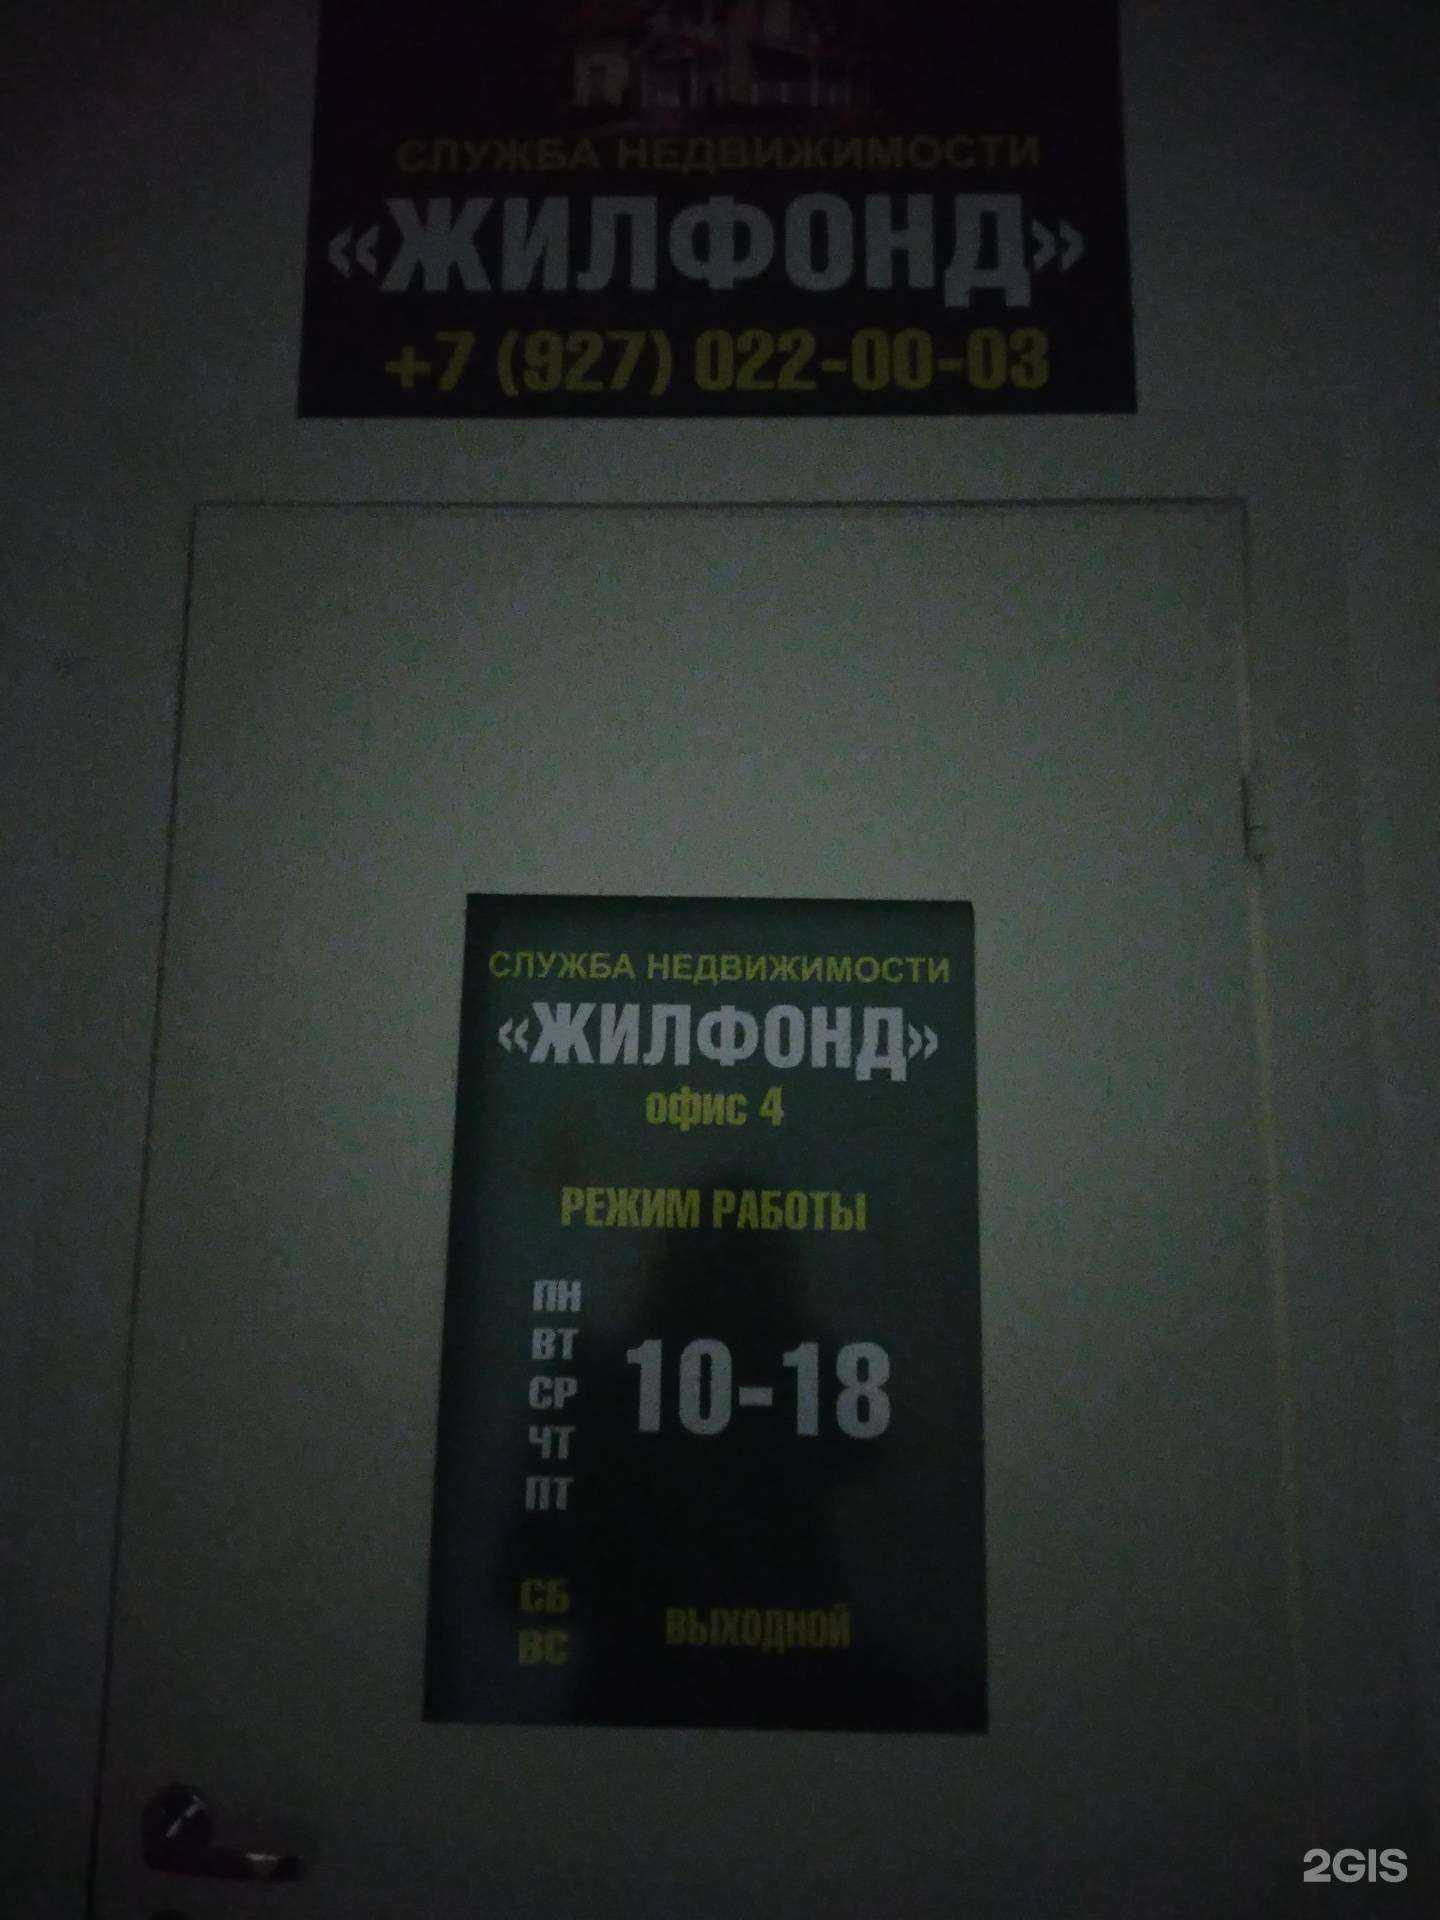 СЛУЖБА НЕДВИЖИМОСТИ
«ЖИЛФОНД»
+7 (927) 022-00-03
СЛУЖБА НЕДВИЖИМОСТИ
«ЖИЛФОНД»
офис 4
РЕЖИМ РАБОТЫ
ПН
ВТ
СР
ЧТ
ПТ
10-18
СБ
ВС
ВЫХОДНОЙ
2GIS